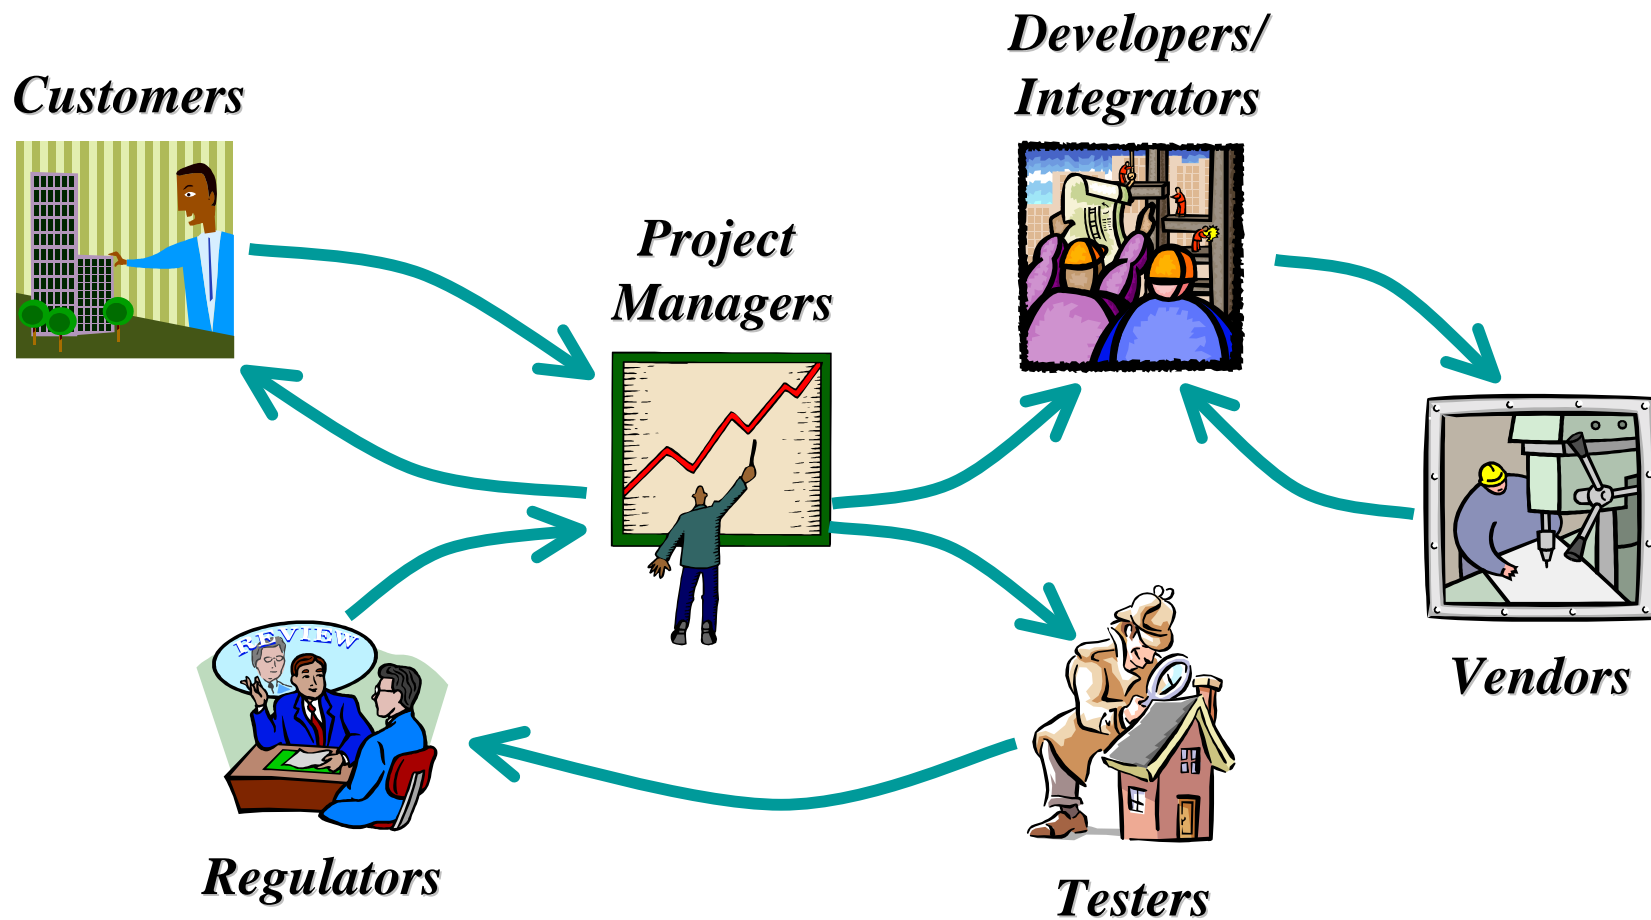 Customers
Developers/
Integrators
Project
Managers
REVIEW
Vendors
Regulators
Testers